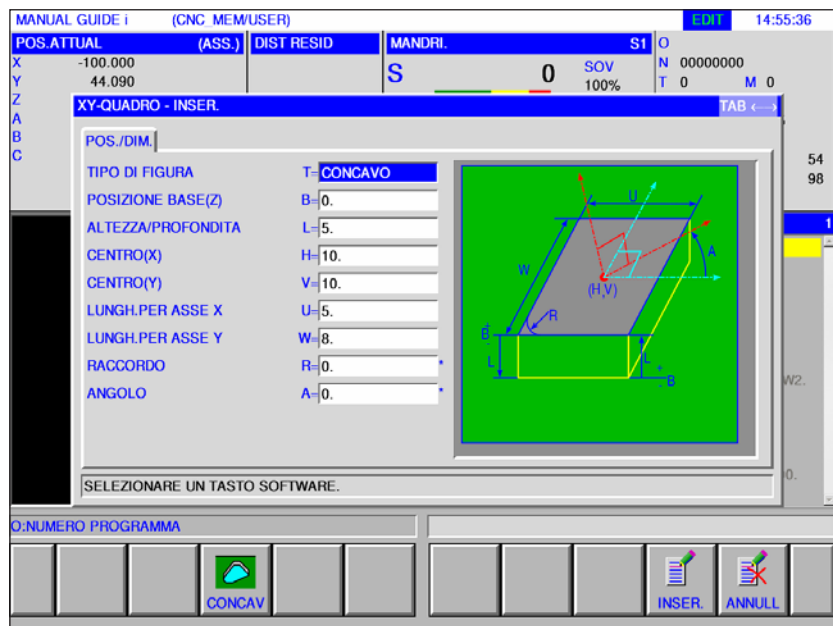 MANUAL GUIDE i (CNC_MEM/USER) EDIT 14:55:36
POS.ATTUAL (ASS.) DIST RESID MANDRI. S1 O
X -100.000 N 00000000
Y 44.090 S 0 SOV 100% T 0 M 0
Z
A
B
C
54
98
1
XY-QUADRO - INSER. TAB ⟵⟶
POS./DIM.
TIPO DI FIGURA T=CONCAVO
POSIZIONE BASE(Z) B=0.
ALTEZZA/PROFONDITA L=5.
CENTRO(X) H=10.
CENTRO(Y) V=10.
LUNGH.PER ASSE X U=5.
LUNGH.PER ASSE Y W=8.
RACCORDO R=0. *
ANGOLO A=0. *
U
W
A
(H,V)
R
B
L
L
+
- B
W2.
0.
SELEZIONARE UN TASTO SOFTWARE.
O:NUMERO PROGRAMMA
CONCAV INSER. ANNULL